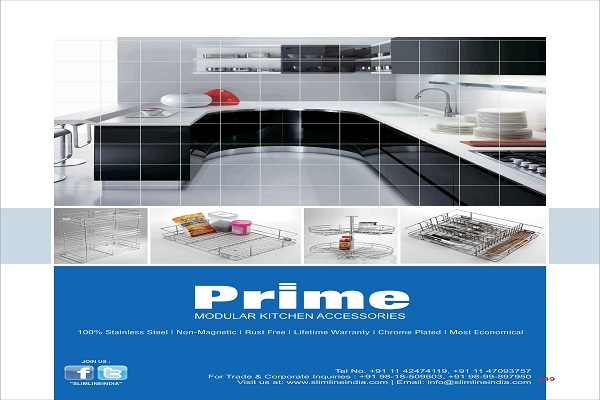 Prime
MODULAR KITCHEN ACCESSORIES
100% Stainless Steel I Non-Magnetic I Rust Free I Lifetime Warranty I Chrome Plated I Most Economical
JOIN US :
"SLIMLINEINDIA"
Tel No. +91 11 42474119, +91 11 47093757
For Trade & Corporate Inquiries : +91 98-18-509603, +91 98-99-897950
Visit us at: www.slimlineindia.com | Email: info@slimlineindia.com